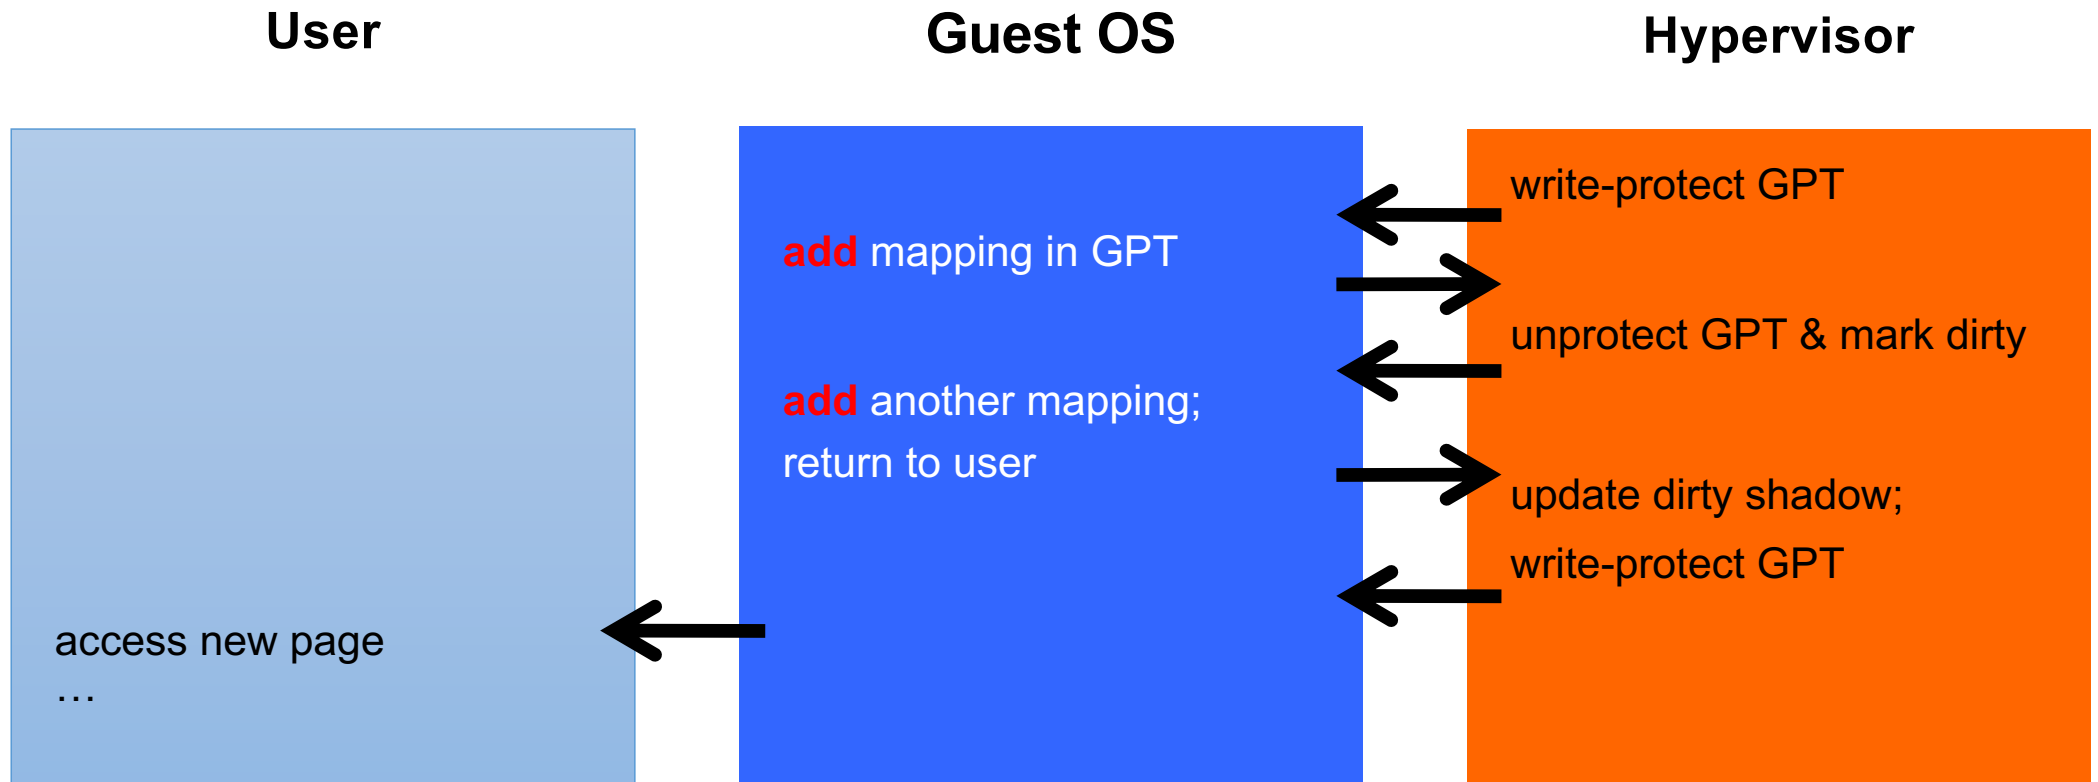 User
Guest OS
Hypervisor
write-protect GPT
add mapping in GPT
unprotect GPT & mark dirty
add another mapping;
return to user
update dirty shadow;
write-protect GPT
access new page
…